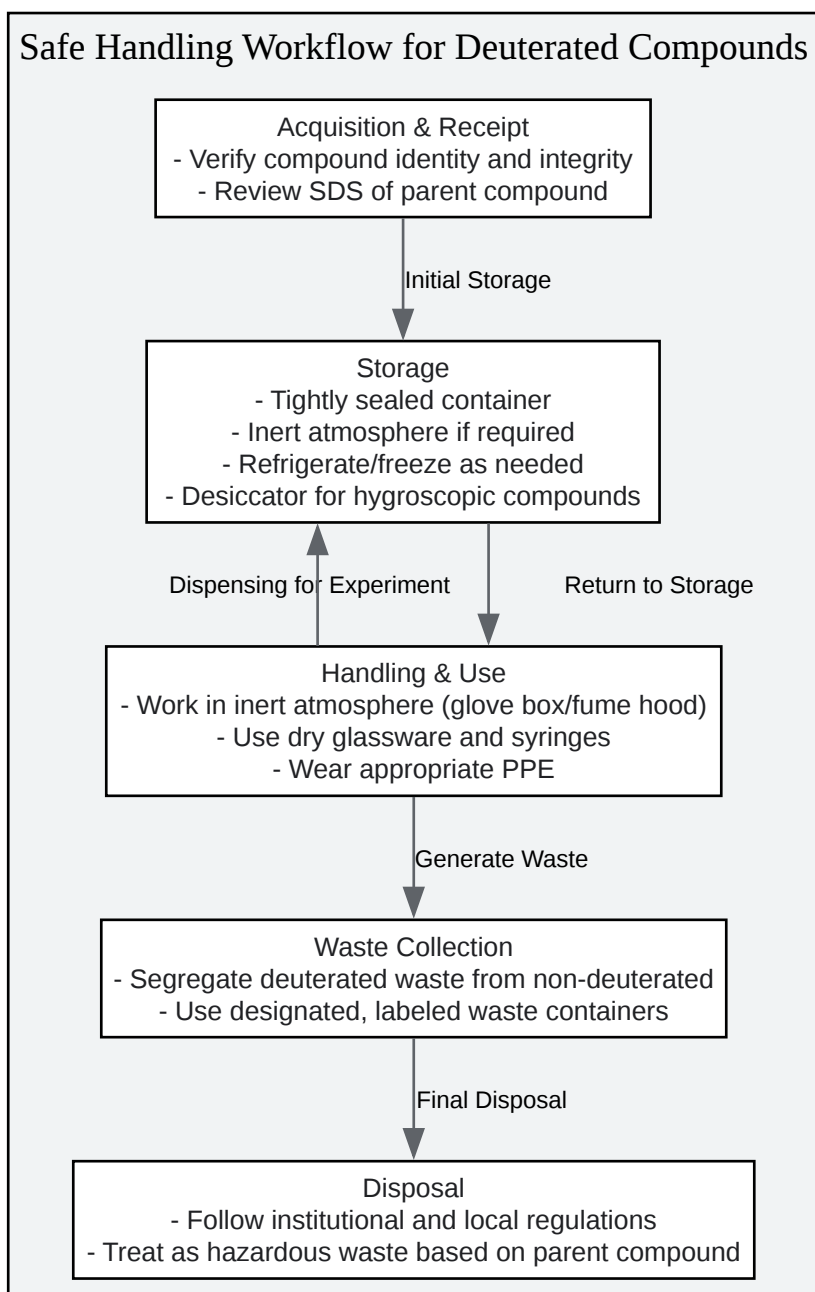 Safe Handling Workflow for Deuterated Compounds
Acquisition & Receipt
- Verify compound identity and integrity
- Review SDS of parent compound
Initial Storage
Storage
- Tightly sealed container
- Inert atmosphere if required
- Refrigerate/freeze as needed
- Desiccator for hygroscopic compounds
Dispensing for Experiment
Return to Storage
Handling & Use
- Work in inert atmosphere (glove box/fume hood)
- Use dry glassware and syringes
- Wear appropriate PPE
Generate Waste
Waste Collection
- Segregate deuterated waste from non-deuterated
- Use designated, labeled waste containers
Final Disposal
Disposal
- Follow institutional and local regulations
- Treat as hazardous waste based on parent compound